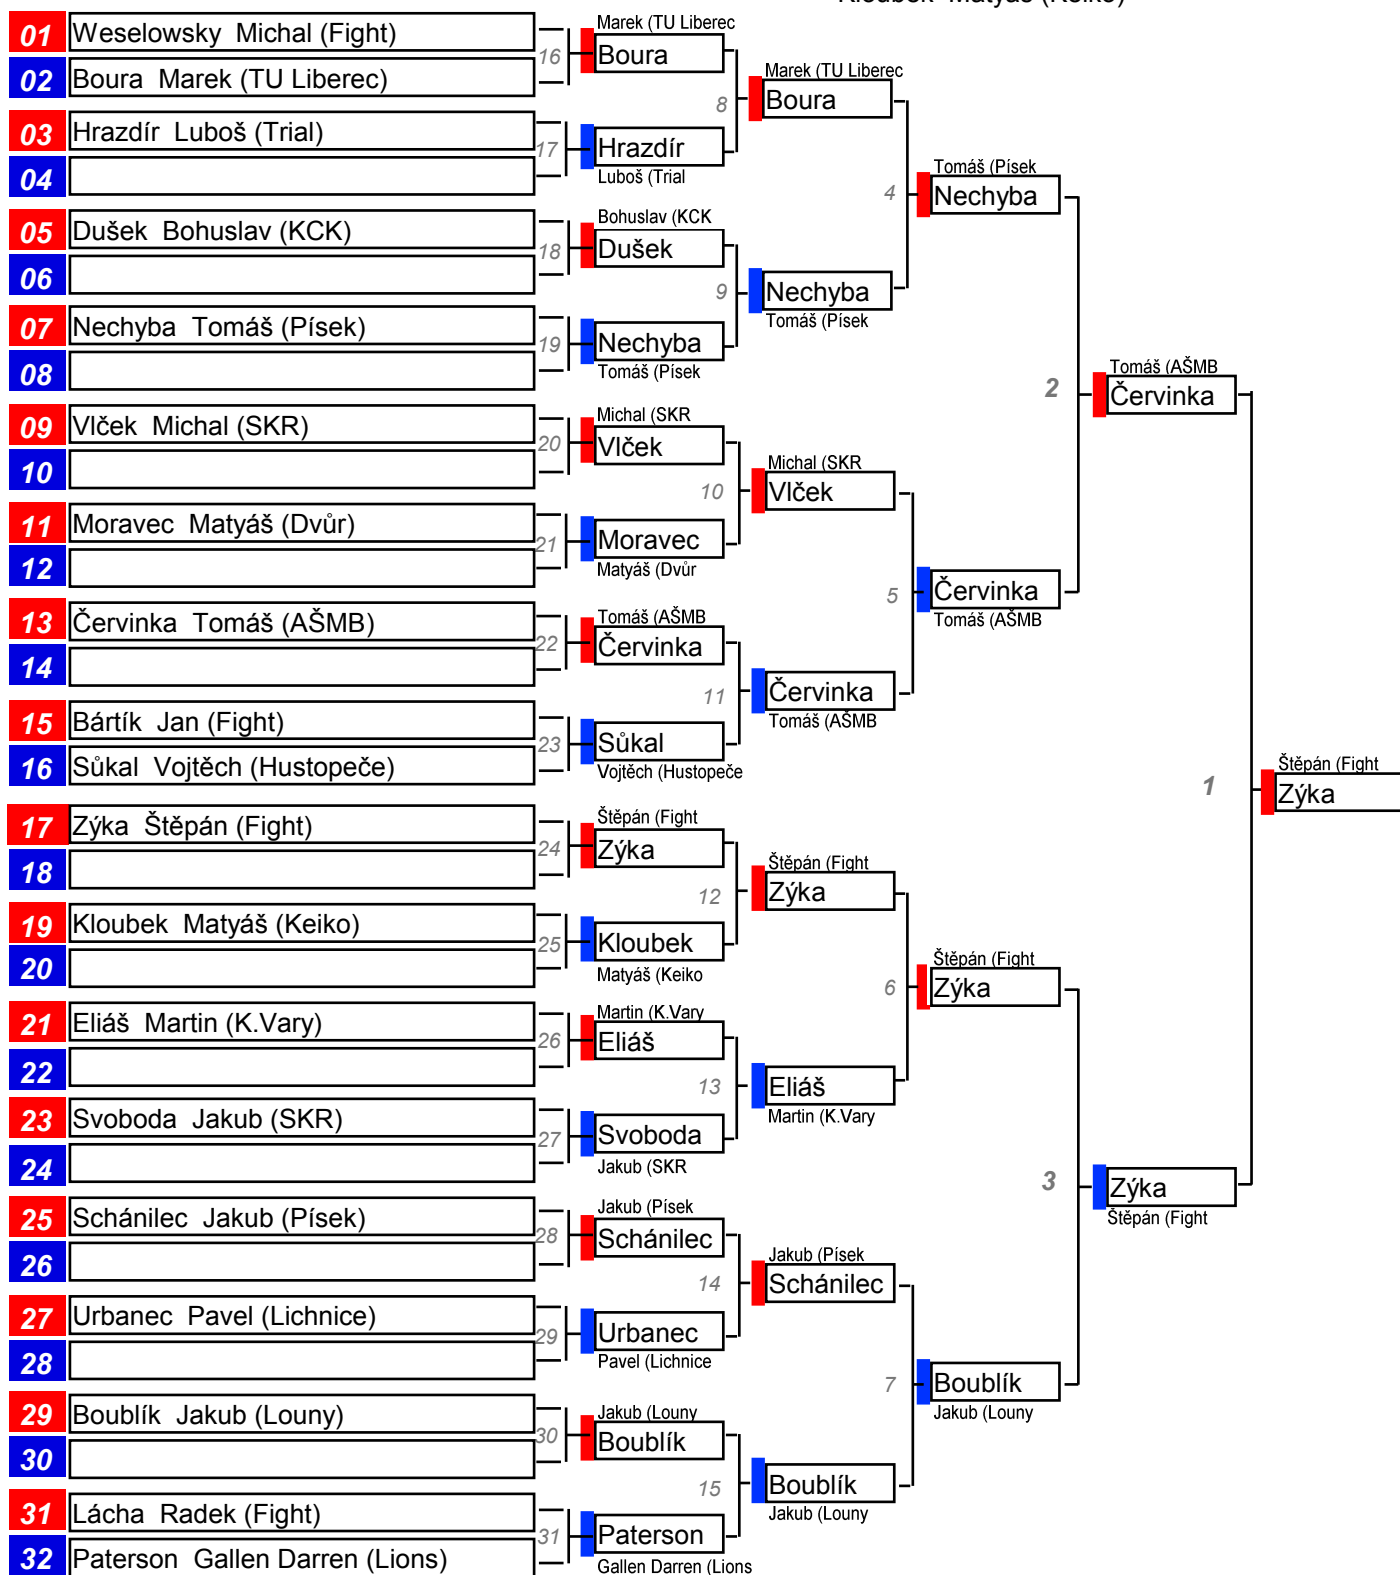 01 Weselowsky Michal (Fight)
02 Boura Marek (TU Liberec)
03 Hrazdír Luboš (Trial)
04
05 Dušek Bohuslav (KCK)
06
07 Nechyba Tomáš (Písek)
08
09 Vlček Michal (SKR)
10
11 Moravec Matyáš (Dvůr)
12
13 Červinka Tomáš (AŠMB)
14
15 Bártík Jan (Fight)
16 Sůkal Vojtěch (Hustopeče)
17 Zýka Štěpán (Fight)
18
19 Kloubek Matyáš (Keiko)
20
21 Eliáš Martin (K.Vary)
22
23 Svoboda Jakub (SKR)
24
25 Schánilec Jakub (Písek)
26
27 Urbanec Pavel (Lichnice)
28
29 Boublík Jakub (Louny)
30
31 Lácha Radek (Fight)
32 Paterson Gallen Darren (Lions)
16
Marek (TU Liberec
Boura
17
Hrazdír
Luboš (Trial
18
Bohuslav (KCK
Dušek
19
Nechyba
Tomáš (Písek
20
Michal (SKR
Vlček
21
Moravec
Matyáš (Dvůr
22
Tomáš (AŠMB
Červinka
23
Sůkal
Vojtěch (Hustopeče
24
Štěpán (Fight
Zýka
25
Kloubek
Matyáš (Keiko
26
Martin (K.Vary
Eliáš
27
Svoboda
Jakub (SKR
28
Jakub (Písek
Schánilec
29
Urbanec
Pavel (Lichnice
30
Jakub (Louny
Boublík
31
Paterson
Gallen Darren (Lions
8
Marek (TU Liberec
Boura
9
Nechyba
Tomáš (Písek
10
Michal (SKR
Vlček
11
Červinka
Tomáš (AŠMB
12
Štěpán (Fight
Zýka
13
Eliáš
Martin (K.Vary
14
Jakub (Písek
Schánilec
15
Boublík
Jakub (Louny
Kloubek Matyáš (Keiko)
4
Tomáš (Písek
Nechyba
5
Červinka
Tomáš (AŠMB
6
Štěpán (Fight
Zýka
7
Boublík
Jakub (Louny
2
Tomáš (AŠMB
Červinka
3
Zýka
Štěpán (Fight
1
Štěpán (Fight
Zýka